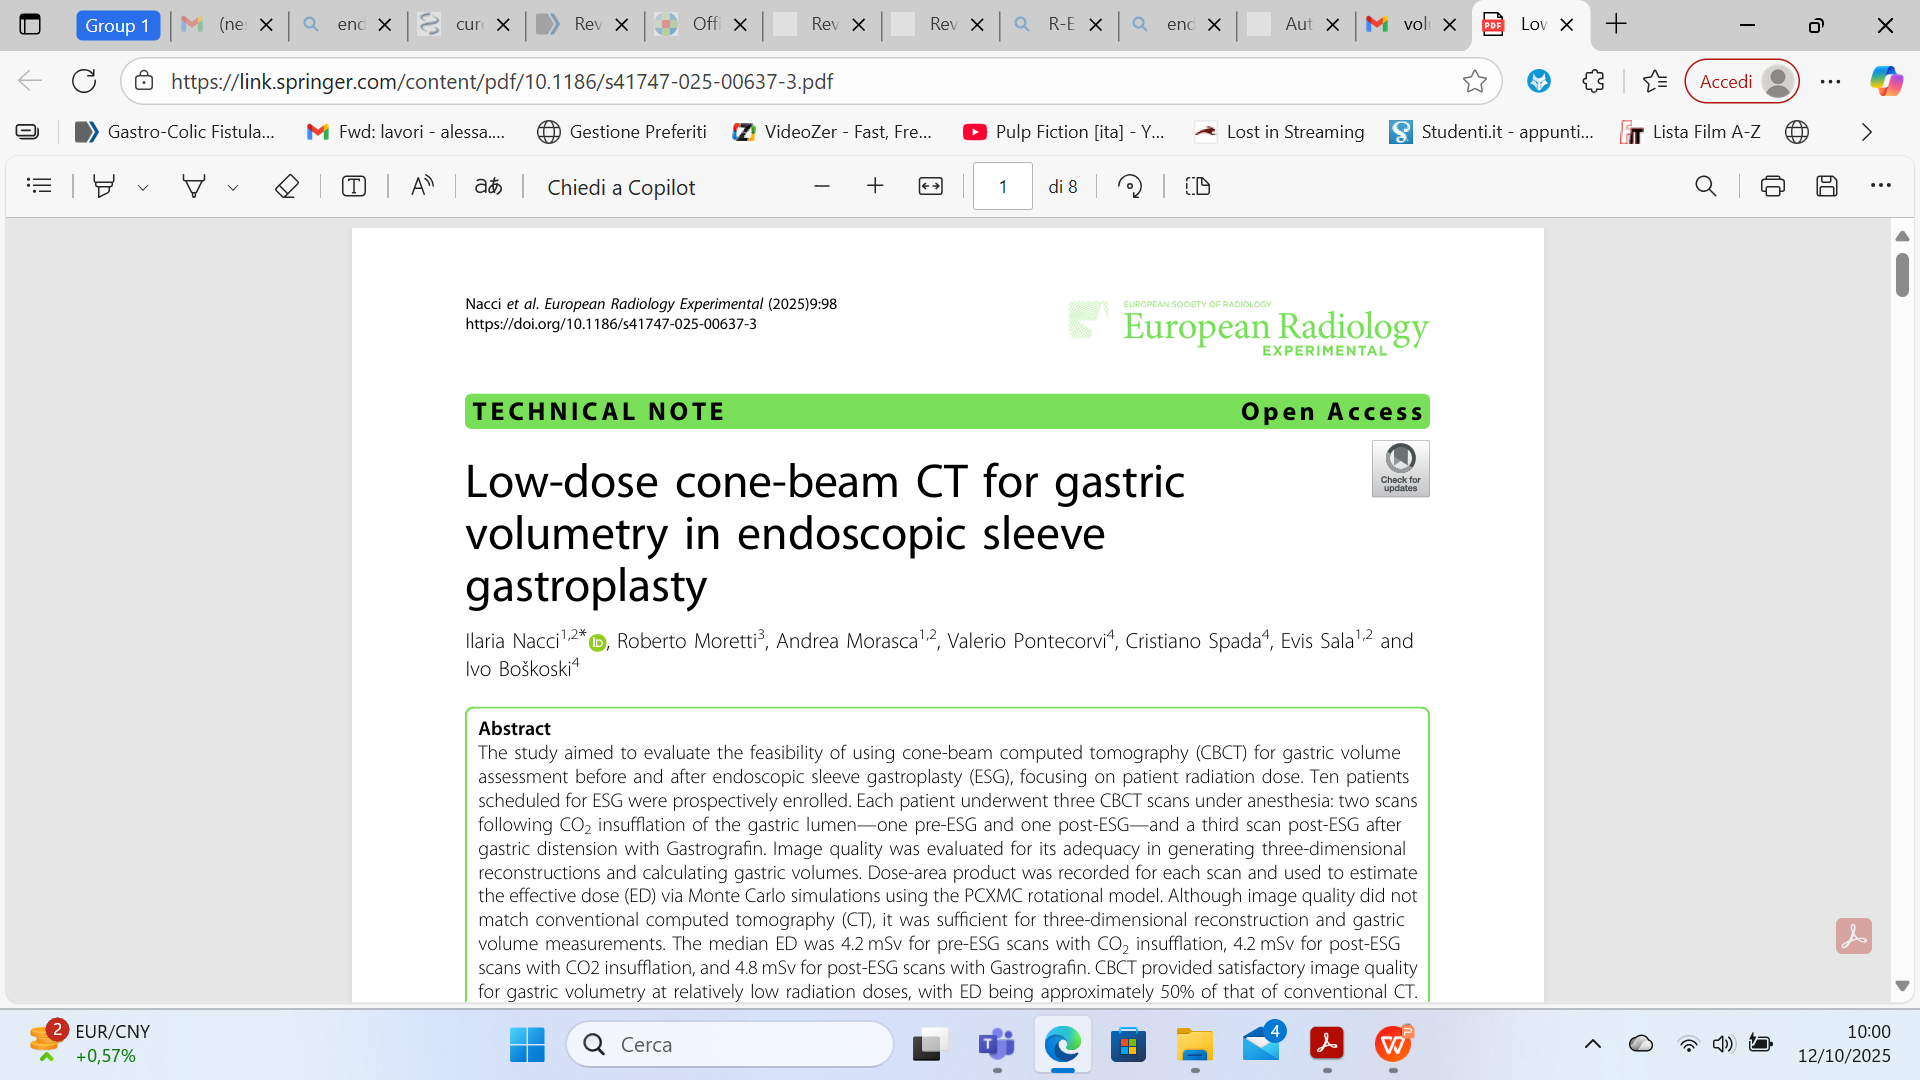 Group 1
(ne
end
cur
Rev
Offi
Rev
Rev
R-E
end
Aut
vol
Lov
https://link.springer.com/content/pdf/10.1186/s41747-025-00637-3.pdf
Accedi
Gastro-Colic Fistula...
Fwd: lavori - alessa....
Gestione Preferiti
VideoZer - Fast, Fre...
Pulp Fiction [ita] - Y...
Lost in Streaming
Studenti.it - appunti...
Lista Film A-Z
Chiedi a Copilot
1
di 8
Nacci et al. European Radiology Experimental (2025)9:98
https://doi.org/10.1186/s41747-025-00637-3
EUROPEAN SOCIETY OF RADIOLOGY
European Radiology
EXPERIMENTAL
TECHNICAL NOTE
Open Access
Check for
updates
Low-dose cone-beam CT for gastric
volumetry in endoscopic sleeve
gastroplasty
Ilaria Nacci1,2*, Roberto Moretti3, Andrea Morasca1,2, Valerio Pontecorvi4, Cristiano Spada4, Evis Sala1,2 and
Ivo Boškoski4
Abstract
The study aimed to evaluate the feasibility of using cone-beam computed tomography (CBCT) for gastric volume
assessment before and after endoscopic sleeve gastroplasty (ESG), focusing on patient radiation dose. Ten patients
scheduled for ESG were prospectively enrolled. Each patient underwent three CBCT scans under anesthesia: two scans
following CO2 insufflation of the gastric lumen—one pre-ESG and one post-ESG—and a third scan post-ESG after
gastric distension with Gastrografin. Image quality was evaluated for its adequacy in generating three-dimensional
reconstructions and calculating gastric volumes. Dose-area product was recorded for each scan and used to estimate
the effective dose (ED) via Monte Carlo simulations using the PCXMC rotational model. Although image quality did not
match conventional computed tomography (CT), it was sufficient for three-dimensional reconstruction and gastric
volume measurements. The median ED was 4.2 mSv for pre-ESG scans with CO2 insufflation, 4.2 mSv for post-ESG
scans with CO2 insufflation, and 4.8 mSv for post-ESG scans with Gastrografin. CBCT provided satisfactory image quality
for gastric volumetry at relatively low radiation doses, with ED being approximately 50% of that of conventional CT.
2
EUR/CNY
+0,57%
Cerca
4
10:00
12/10/2025